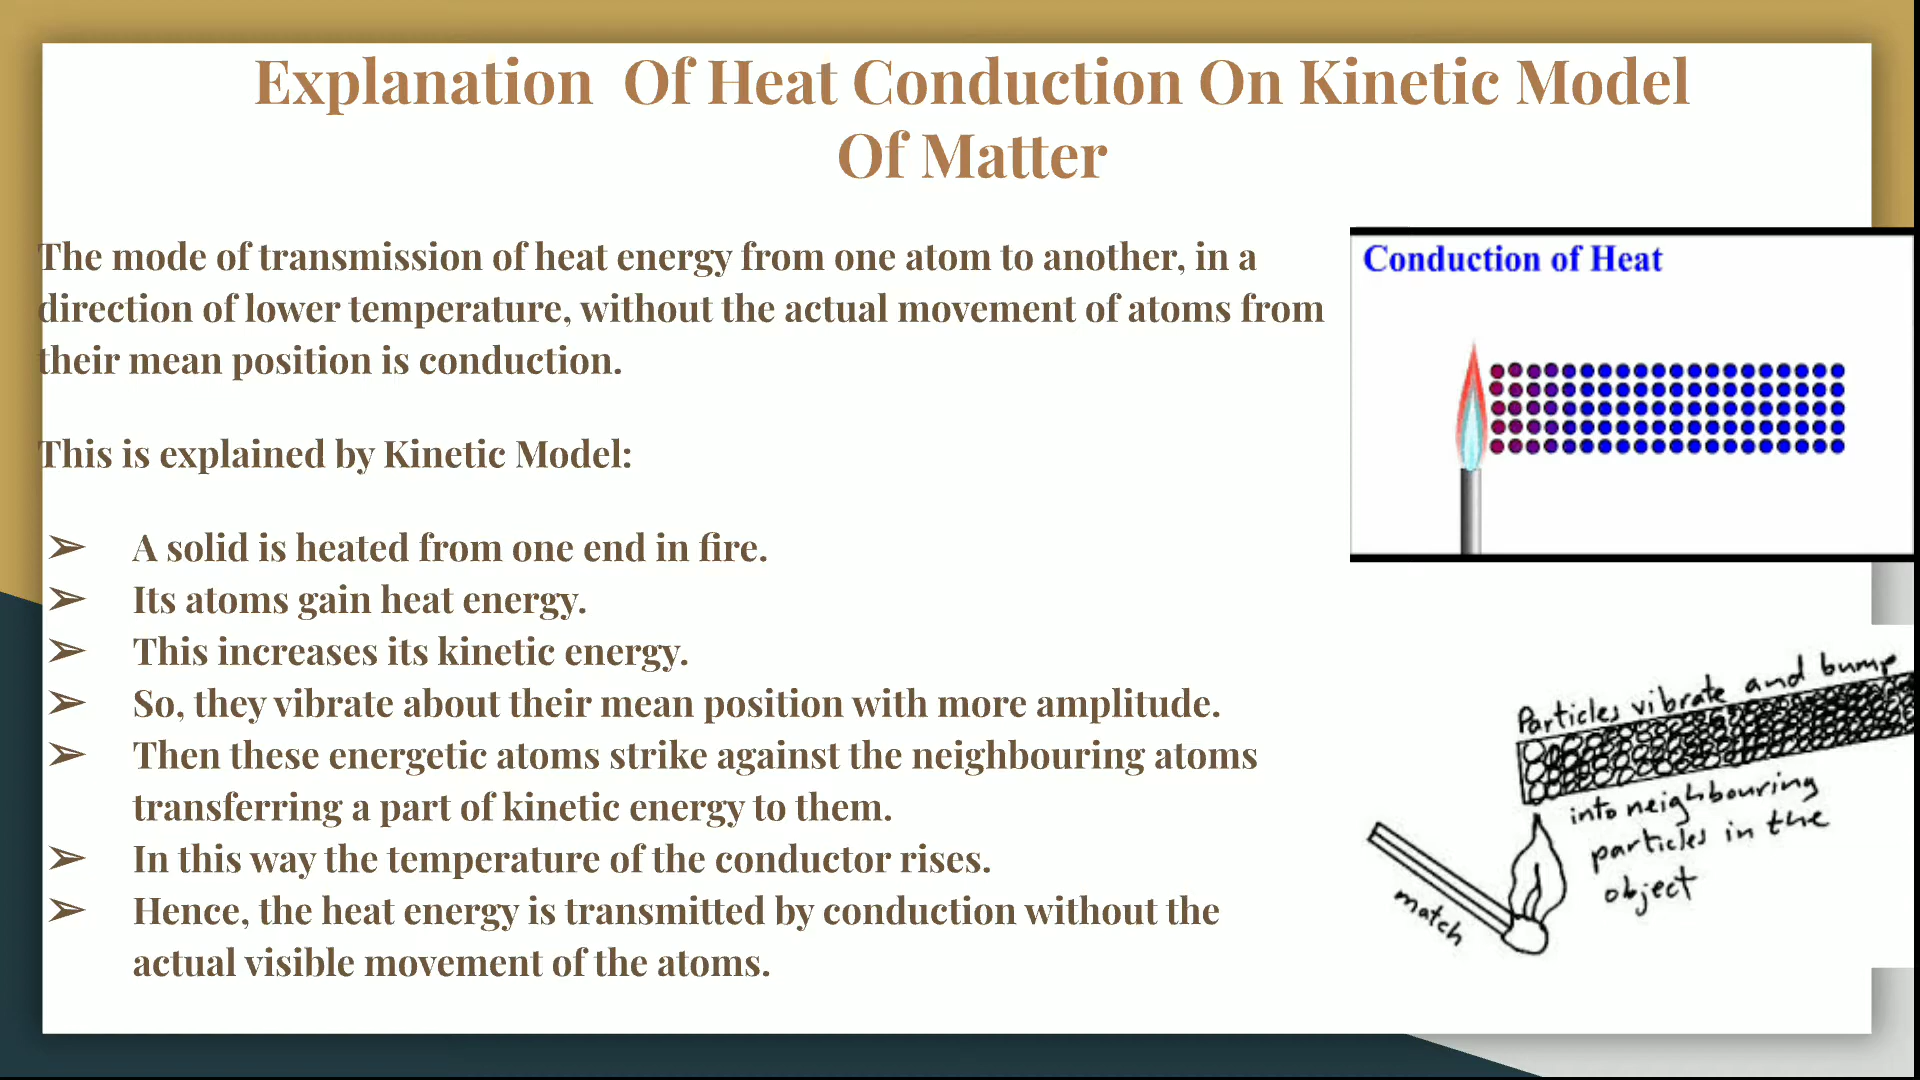 Explanation Of Heat Conduction On Kinetic Model
Of Matter
The mode of transmission of heat energy from one atom to another, in a
direction of lower temperature, without the actual movement of atoms from
their mean position is conduction.
This is explained by Kinetic Model:
➢ A solid is heated from one end in fire.
➢ Its atoms gain heat energy.
➢ This increases its kinetic energy.
➢ So, they vibrate about their mean position with more amplitude.
➢ Then these energetic atoms strike against the neighbouring atoms
transferring a part of kinetic energy to them.
➢ In this way the temperature of the conductor rises.
➢ Hence, the heat energy is transmitted by conduction without the
actual visible movement of the atoms.
Conduction of Heat
Particles vibrate and bump
into neighbouring
particles in the
object
match